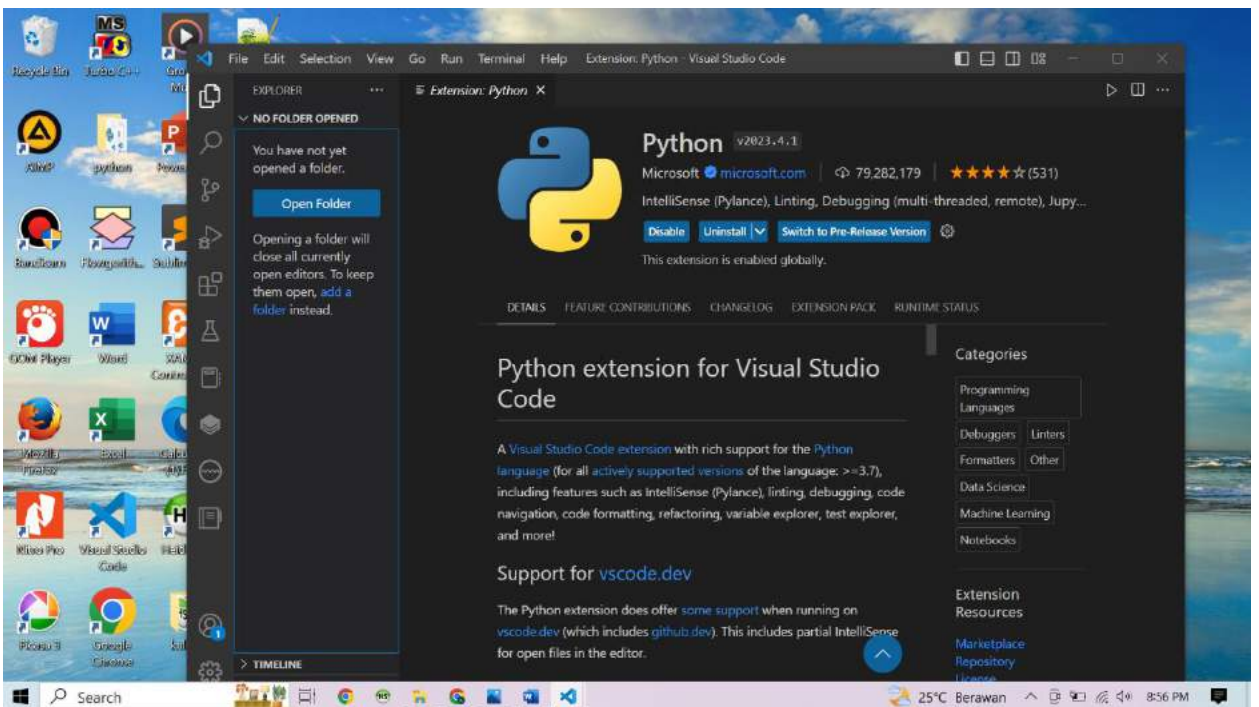 Recycle Bin
Turbo C++
MS
File Edit Selection View Go Run Terminal Help
Extension: Python - Visual Studio Code
EXPLORER
Extension: Python
NO FOLDER OPENED
You have not yet
opened a folder.
Open Folder
Opening a folder will
close all currently
open editors. To keep
them open, add a
folder instead.
TIMELINE
Python v2023.4.1
Microsoft microsoft.com 79,282,179 (531)
IntelliSense (Pylance), Linting, Debugging (multi-threaded, remote), Jupy...
Disable Uninstall Switch to Pre-Release Version
This extension is enabled globally.
DETAILS FEATURE CONTRIBUTIONS CHANGELOG EXTENSION PACK RUNTIME STATUS
Python extension for Visual Studio
Code
A Visual Studio Code extension with rich support for the Python
language (for all actively supported versions of the language: >=3.7),
including features such as IntelliSense (Pylance), linting, debugging, code
navigation, code formatting, refactoring, variable explorer, test explorer,
and more!
Support for vscode.dev
The Python extension does offer some support when running on
vscode.dev (which includes github.dev). This includes partial IntelliSense
for open files in the editor.
Categories
Programming
Languages
Debuggers Linters
Formatters Other
Data Science
Machine Learning
Notebooks
Extension
Resources
Marketplace
Repository
License
python
GOM Player
Word
Mozilla
Firefox
Excel
Visual Studio
Code
Picasa 3
Google
Chrome
Search
25°C Berawan
8:56 PM